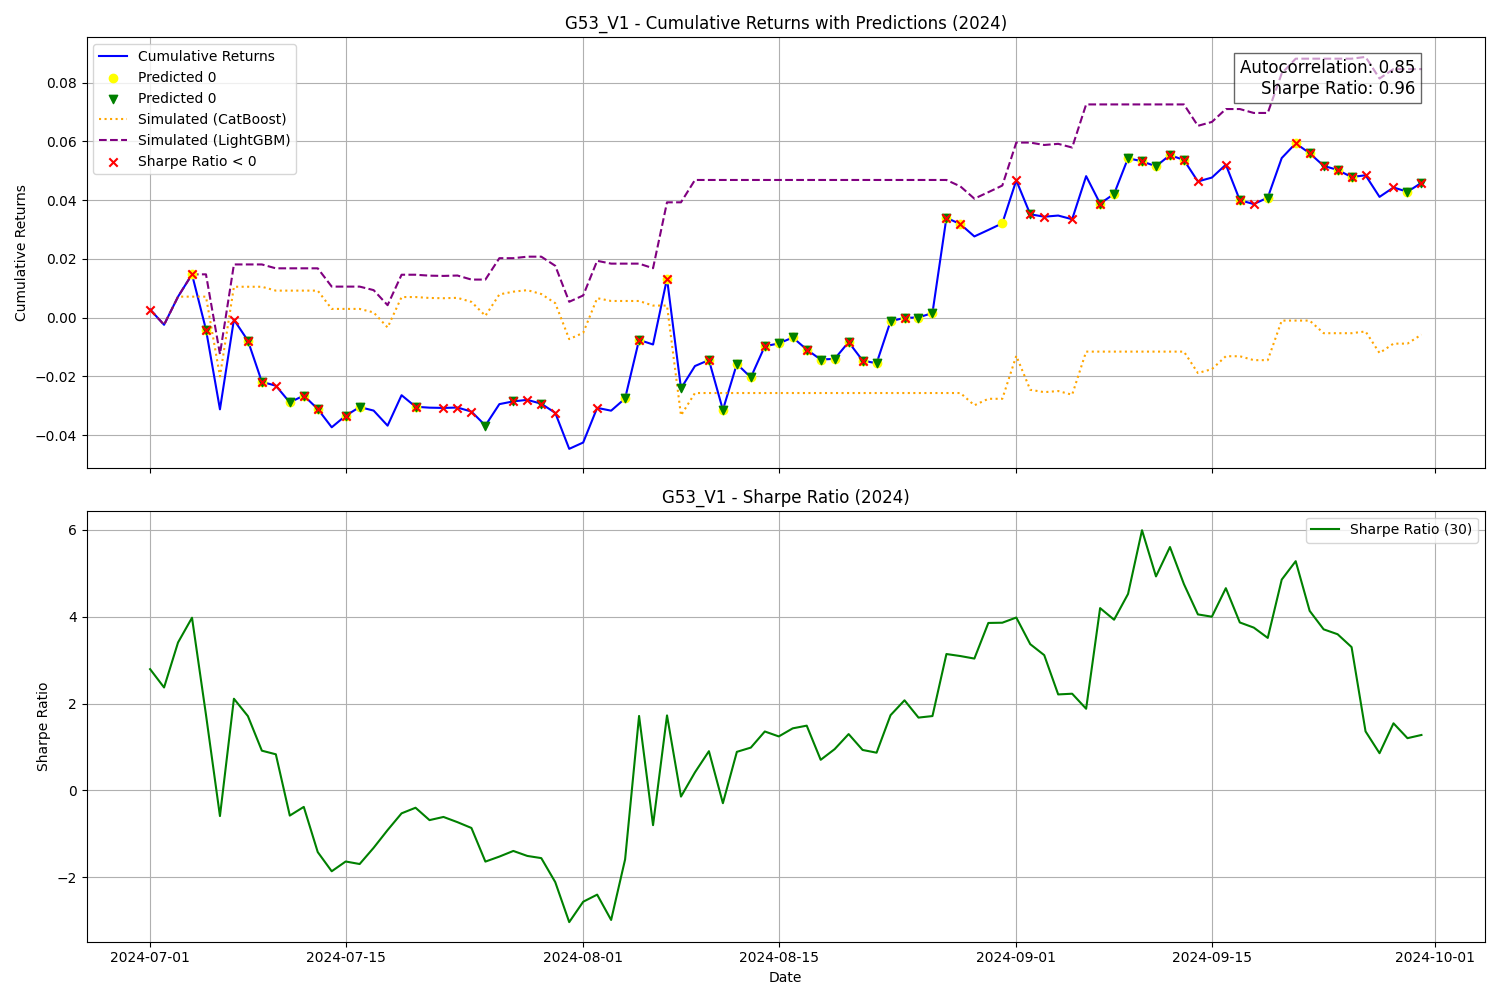 G53_V1 - Cumulative Returns with Predictions (2024)
Cumulative Returns
Predicted 0
Predicted 0
Simulated (CatBoost)
Simulated (LightGBM)
Sharpe Ratio < 0
Autocorrelation: 0.85
Sharpe Ratio: 0.96
Cumulative Returns
0.08
0.06
0.04
0.02
0.00
−0.02
−0.04
G53_V1 - Sharpe Ratio (2024)
Sharpe Ratio (30)
Sharpe Ratio
6
4
2
0
−2
2024-07-01
2024-07-15
2024-08-01
2024-08-15
2024-09-01
2024-09-15
2024-10-01
Date